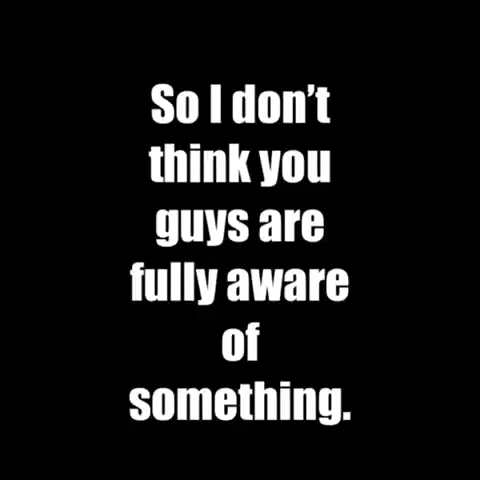 So I don’t
think you
guys are
fully aware
of
something.